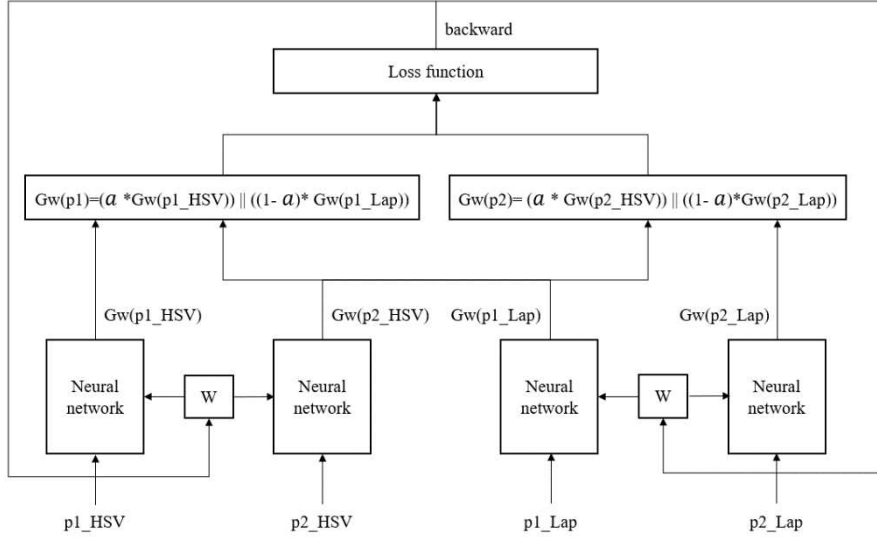 backward
Loss function
Gw(p1)=(a *Gw(p1_HSV)) || ((1- a)* Gw(p1_Lap))
Gw(p2)= (a * Gw(p2_HSV)) || ((1- a)*Gw(p2_Lap))
Gw(p1_HSV)
Gw(p2_HSV)
Gw(p1_Lap)
Gw(p2_Lap)
Neural
network
W
Neural
network
Neural
network
W
Neural
network
p1_HSV
p2_HSV
p1_Lap
p2_Lap